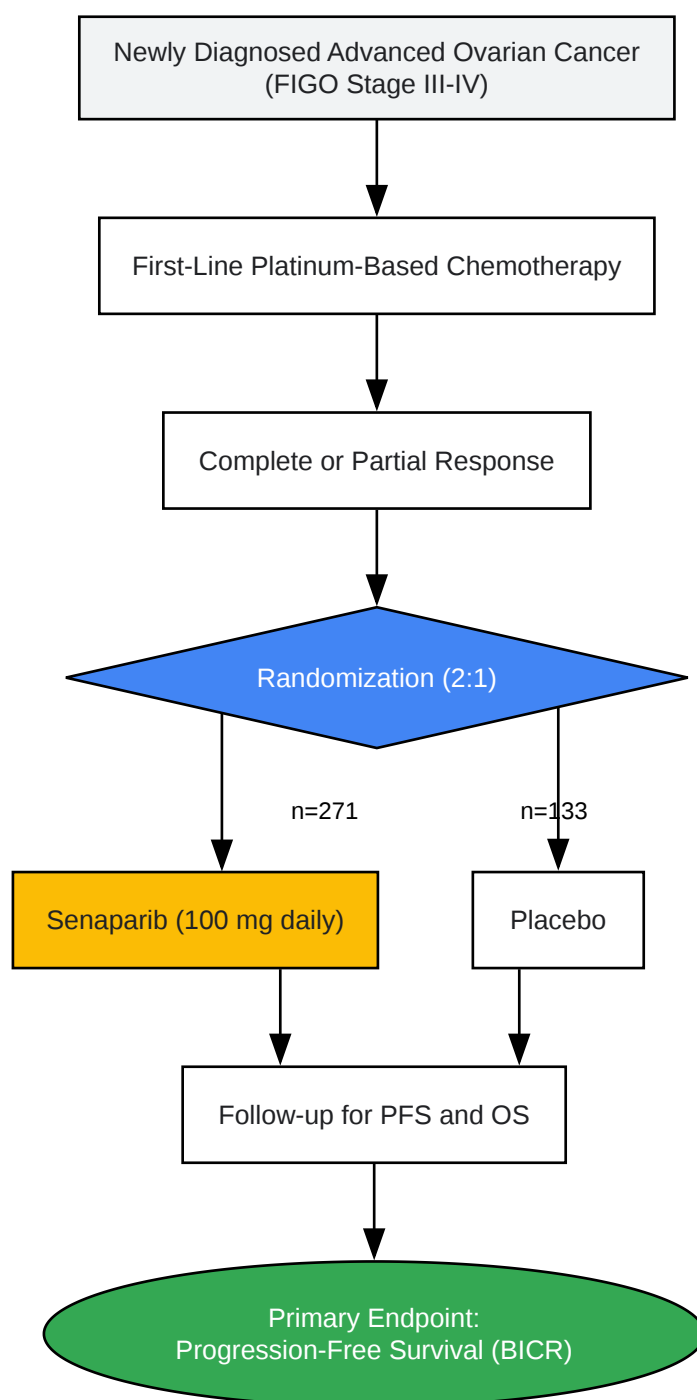 Newly Diagnosed Advanced Ovarian Cancer
(FIGO Stage III-IV)
First-Line Platinum-Based Chemotherapy
Complete or Partial Response
Randomization (2:1)
n=271
n=133
Senaparib (100 mg daily)
Placebo
Follow-up for PFS and OS
Primary Endpoint:
Progression-Free Survival (BICR)